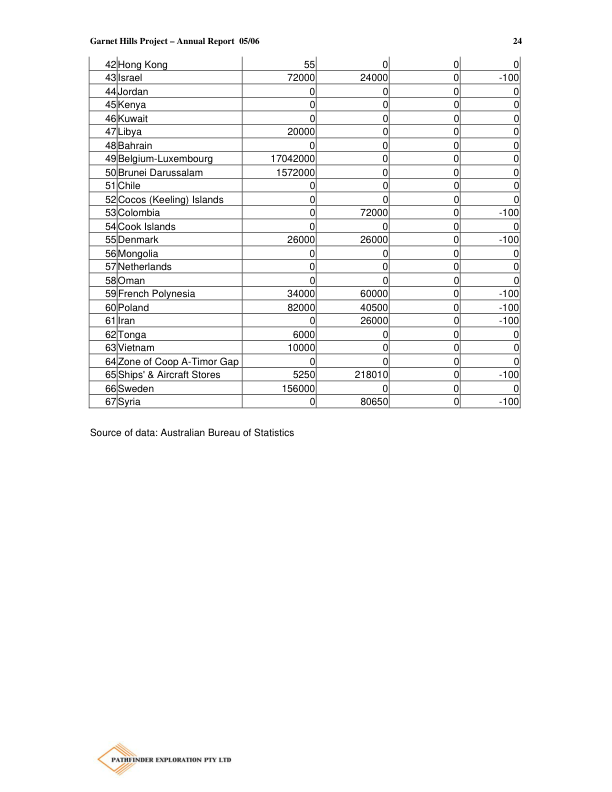 Garnet Hills Project – Annual Report 05/06 24
42 Hong Kong 55 0 0 0
43 Israel 72000 24000 0 -100
44 Jordan 0 0 0 0
45 Kenya 0 0 0 0
46 Kuwait 0 0 0 0
47 Libya 20000 0 0 0
48 Bahrain 0 0 0 0
49 Belgium-Luxembourg 17042000 0 0 0
50 Brunei Darussalam 1572000 0 0 0
51 Chile 0 0 0 0
52 Cocos (Keeling) Islands 0 0 0 0
53 Colombia 0 72000 0 -100
54 Cook Islands 0 0 0 0
55 Denmark 26000 26000 0 -100
56 Mongolia 0 0 0 0
57 Netherlands 0 0 0 0
58 Oman 0 0 0 0
59 French Polynesia 34000 60000 0 -100
60 Poland 82000 40500 0 -100
61 Iran 0 26000 0 -100
62 Tonga 6000 0 0 0
63 Vietnam 10000 0 0 0
64 Zone of Coop A-Timor Gap 0 0 0 0
65 Ships' & Aircraft Stores 5250 218010 0 -100
66 Sweden 156000 0 0 0
67 Syria 0 80650 0 -100
Source of data: Australian Bureau of Statistics
PATHFINDER EXPLORATION PTY LTD